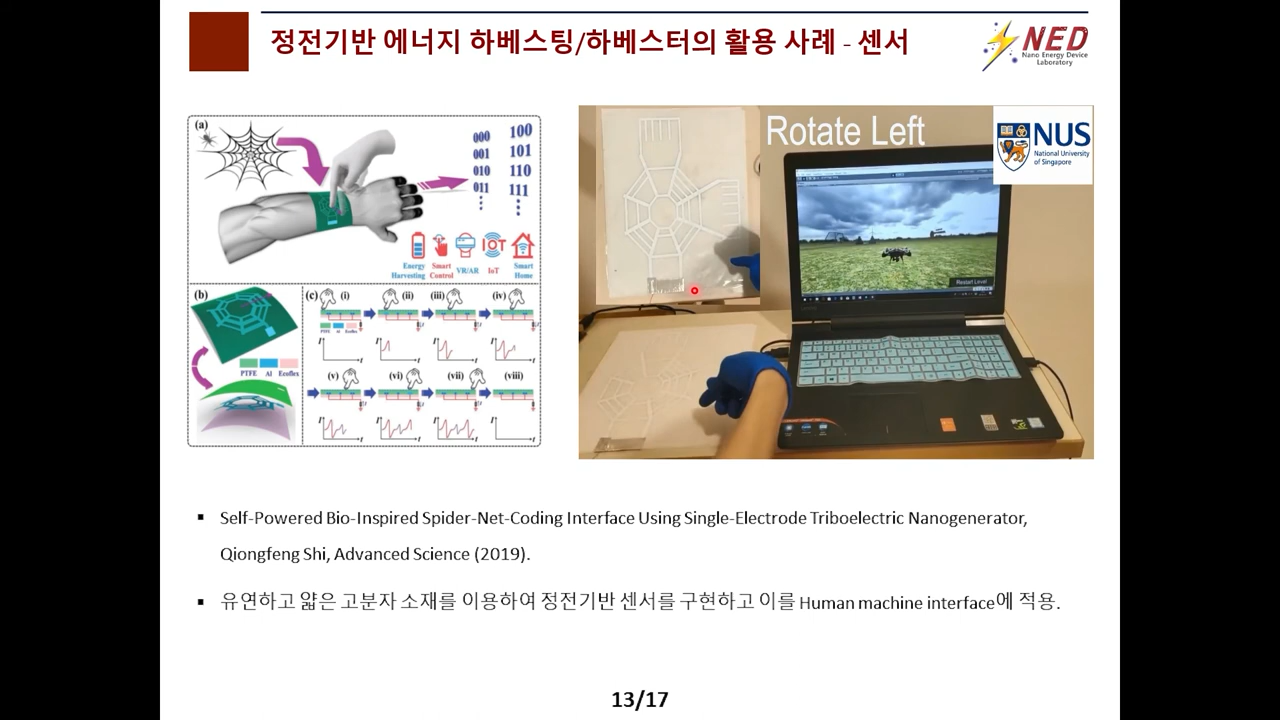 정전기반 에너지 하베스팅/하베스터의 활용 사례 - 센서
NED
Nano Energy Device
Laboratory
(a)
000 100
001 101
010 110
011 111
Energy Harvesting
Smart Control
VR/AR
IoT
IoT
Smart Home
(b)
PTFE Al Ecoflex
(c)
(i) (ii) (iii) (iv)
PTFE Al Ecoflex
(v) (vi) (vii) (viii)
Rotate Left
NUS
National University
of Singapore
Restart Level
▪ Self-Powered Bio-Inspired Spider-Net-Coding Interface Using Single-Electrode Triboelectric Nanogenerator,
Qiongfeng Shi, Advanced Science (2019).
▪ 유연하고 얇은 고분자 소재를 이용하여 정전기반 센서를 구현하고 이를 Human machine interface에 적용.
13/17